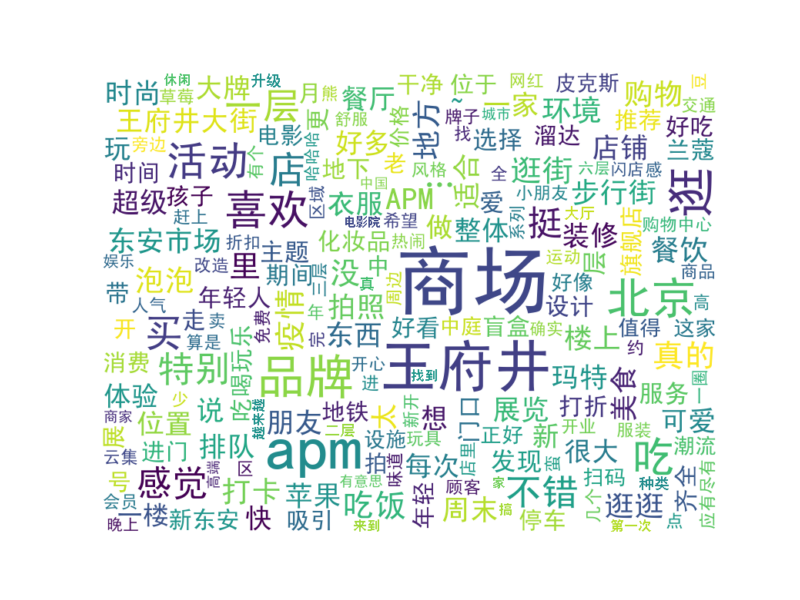 休闲 升级 网红 豆
时尚 草莓 大牌 一层 月 熊 餐厅 干净 位于 皮克斯 购物 交通
王府井大街 电影 更 舒服 价格 ~ 牌子 一家 城市 环境 推荐 好吃
旁边 玩 有个 哈哈哈 好多 地方 找 选择 溜达 店铺 兰蔻
时间 活动 店 地下 老 风格 … 适合 全 逛街 六层 闪店 感
超级 孩子 喜欢 区域 中国 衣服 APM 爱 小朋友 步行街 逛
赶上 电影院 希望 做 系列 挺 大厅 旗舰店 购物中心
东安市场 折扣 主题 化妆品 热闹 整体 装修 餐饮
娱乐 改造 里 期间 三层 没 中 周边 商场 层 运动 好像 商品
带 泡泡 人气 年轻人 疫情 真 拍照 设计 北京 高
开 走 卖 免费 年 完 东西 好看 中庭 盲盒 确实 楼上 值得 这家
买 算是 吃喝玩乐 品牌 王府井 约 真的
消费 特别 开心 进 找到 玛特 美食 服务 一圈
体验 少 越来越 朋友 地铁 太 新开 想 门口 展览 打折 可爱
商家 展 位置 说 二层 玩具 开业 服装
进门 排队 apm 设施 店里 正好 新 很大 潮流
云集 高端 区 拍 味道 每次 发现 蛮 吃 应有尽有
号 感觉 打卡 苹果 有意思 顾客 家 不错 扫码 种类 齐全
会员 一楼 新东安 快 吸引 吃饭 年轻 周末 搞 停车 几个 逛逛 点
晚上 来到 第一次